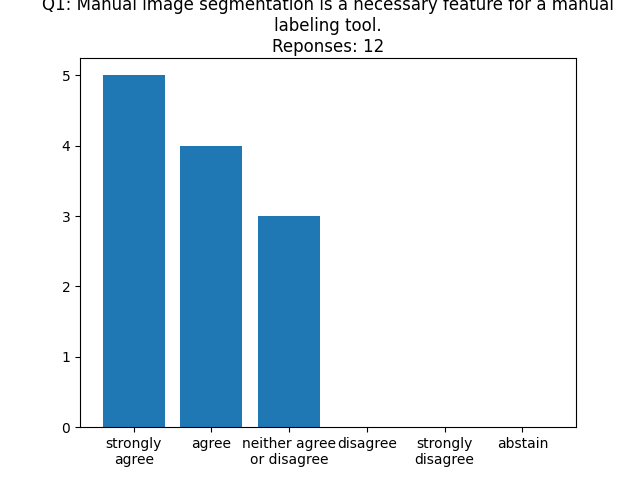 Q1: Manual image segmentation is a necessary feature for a manual
labeling tool.
Reponses: 12
5
4
3
2
1
0
strongly agree neither agree disagree strongly abstain
agree or disagree disagree